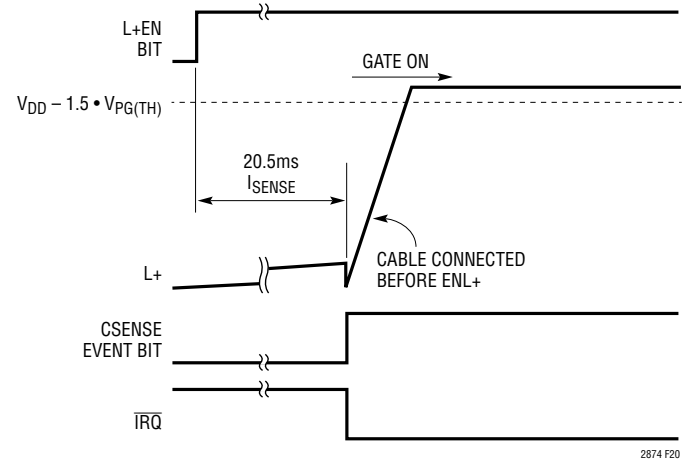 L+EN
BIT
GATE ON
V_DD – 1.5 • V_PG(TH)
20.5ms
I_SENSE
L+
CABLE CONNECTED
BEFORE ENL+
CSENSE
EVENT BIT
I̅R̅Q̅
2874 F20